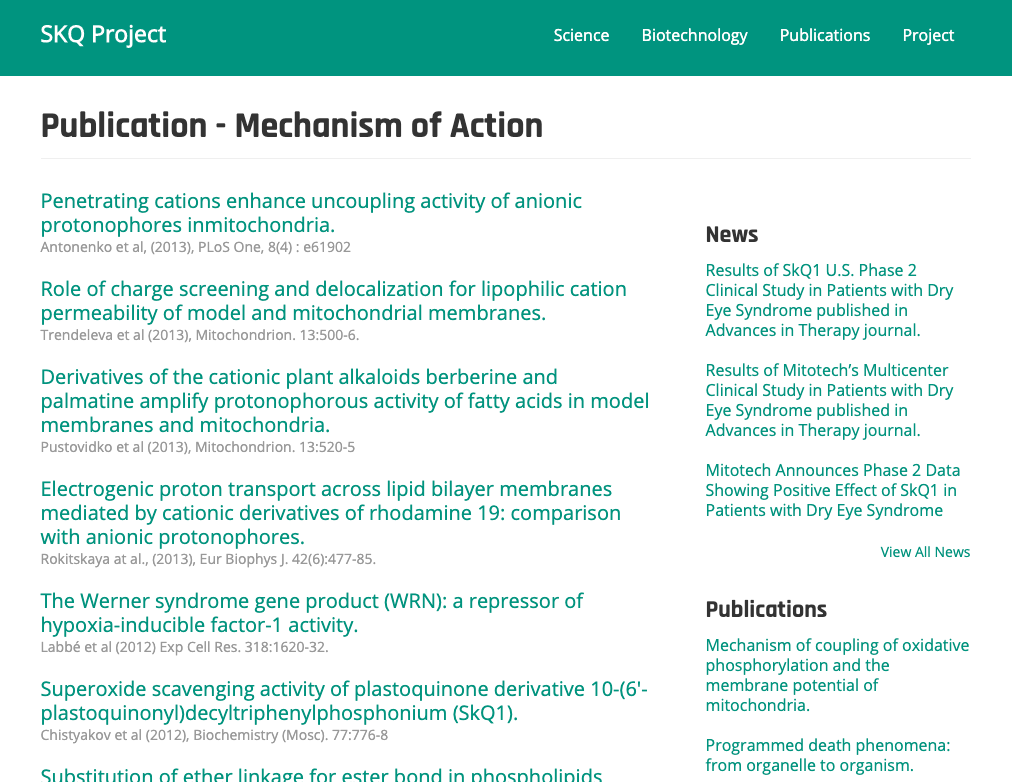 SKQ Project
Science Biotechnology Publications Project
Publication - Mechanism of Action
Penetrating cations enhance uncoupling activity of anionic
protonophores inmitochondria.
Antonenko et al, (2013), PLoS One, 8(4) : e61902
Role of charge screening and delocalization for lipophilic cation
permeability of model and mitochondrial membranes.
Trendeleva et al (2013), Mitochondrion. 13:500-6.
Derivatives of the cationic plant alkaloids berberine and
palmatine amplify protonophorous activity of fatty acids in model
membranes and mitochondria.
Pustovidko et al (2013), Mitochondrion. 13:520-5
Electrogenic proton transport across lipid bilayer membranes
mediated by cationic derivatives of rhodamine 19: comparison
with anionic protonophores.
Rokitskaya at al., (2013), Eur Biophys J. 42(6):477-85.
The Werner syndrome gene product (WRN): a repressor of
hypoxia-inducible factor-1 activity.
Labbé et al (2012) Exp Cell Res. 318:1620-32.
Superoxide scavenging activity of plastoquinone derivative 10-(6'-
plastoquinonyl)decyltriphenylphosphonium (SkQ1).
Chistyakov et al (2012), Biochemistry (Mosc). 77:776-8
Substitution of ether linkage for ester bond in phospholipids
News
Results of SkQ1 U.S. Phase 2
Clinical Study in Patients with Dry
Eye Syndrome published in
Advances in Therapy journal.
Results of Mitotech’s Multicenter
Clinical Study in Patients with Dry
Eye Syndrome published in
Advances in Therapy journal.
Mitotech Announces Phase 2 Data
Showing Positive Effect of SkQ1 in
Patients with Dry Eye Syndrome
View All News
Publications
Mechanism of coupling of oxidative
phosphorylation and the
membrane potential of
mitochondria.
Programmed death phenomena:
from organelle to organism.